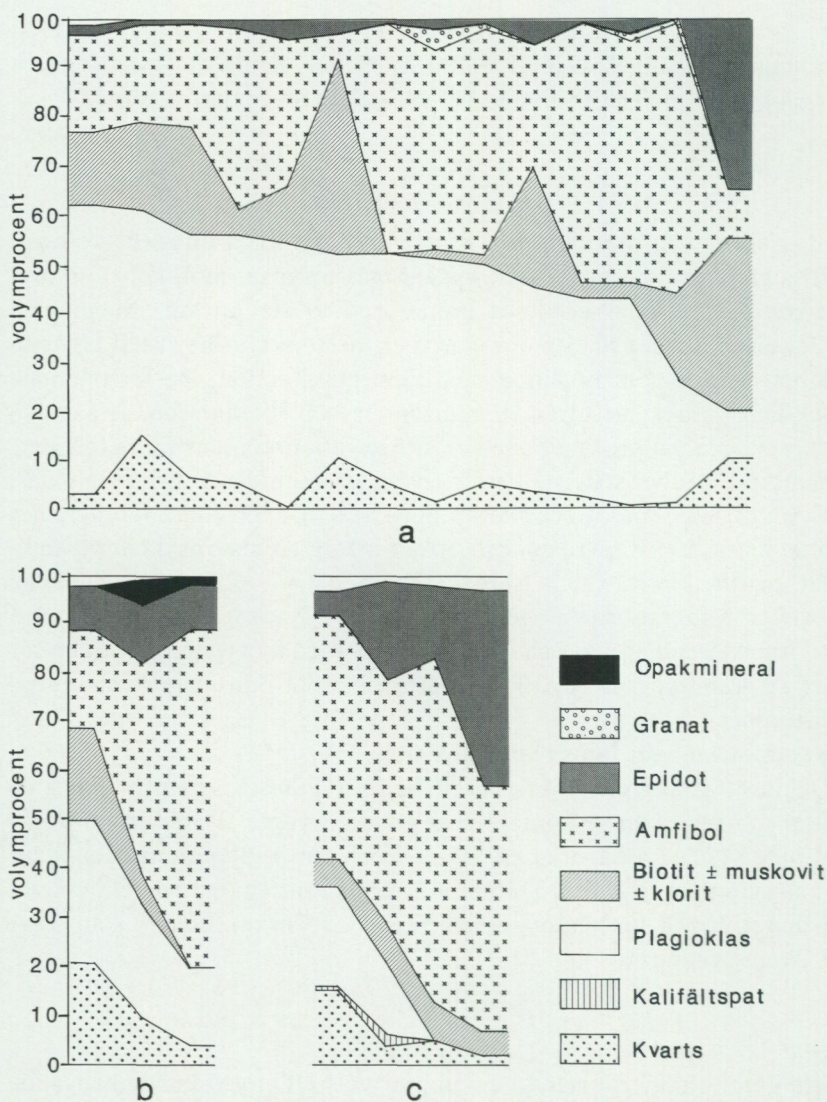 100
90
80
70
60
50
40
30
20
10
0
volymprocent
a
100
90
80
70
60
50
40
30
20
10
0
volymprocent
b
c
Opakmineral
Granat
Epidot
Amfibol
Biotit ± muskovit
± klorit
Plagioklas
Kalifältspat
Kvarts